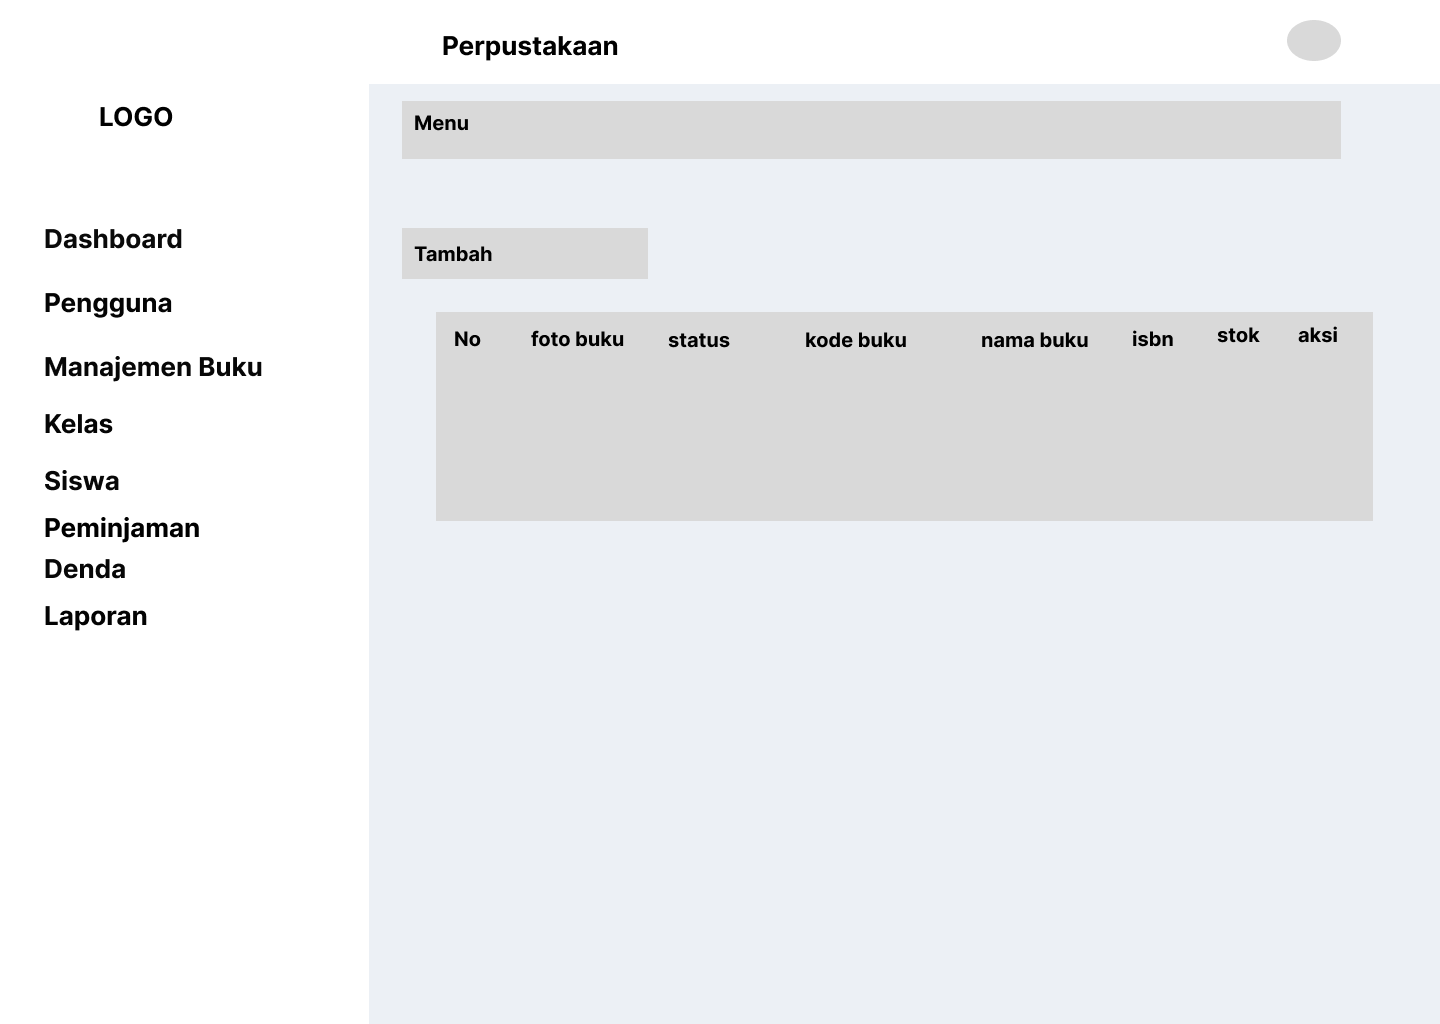 Perpustakaan
LOGO
Menu
Dashboard
Pengguna
Manajemen Buku
Kelas
Siswa
Peminjaman
Denda
Laporan
Tambah
No foto buku status kode buku nama buku isbn stok aksi